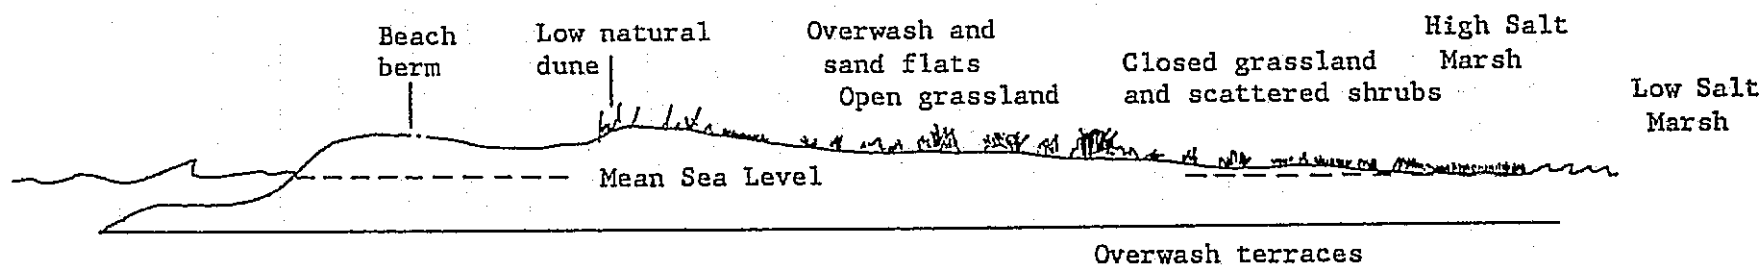 Beach
berm
Low natural
dune
Overwash and
sand flats
Open grassland
Closed grassland
and scattered shrubs
High Salt
Marsh
Low Salt
Marsh
Mean Sea Level
Overwash terraces